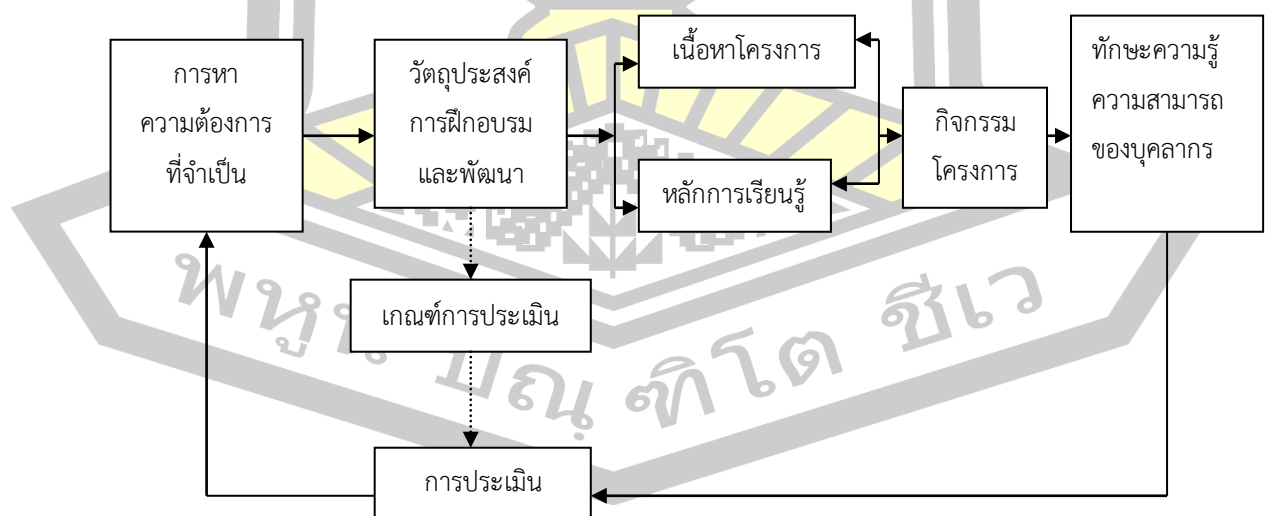 การหา
ความต้องการ
ที่จำเป็น
วัตถุประสงค์
การฝึกอบรม
และพัฒนา
เนื้อหาโครงการ
หลักการเรียนรู้
กิจกรรม
โครงการ
ทักษะความรู้
ความสามารถ
ของบุคลากร
เกณฑ์การประเมิน
การประเมิน
พหูน ปณฺฑิโต ชีเว